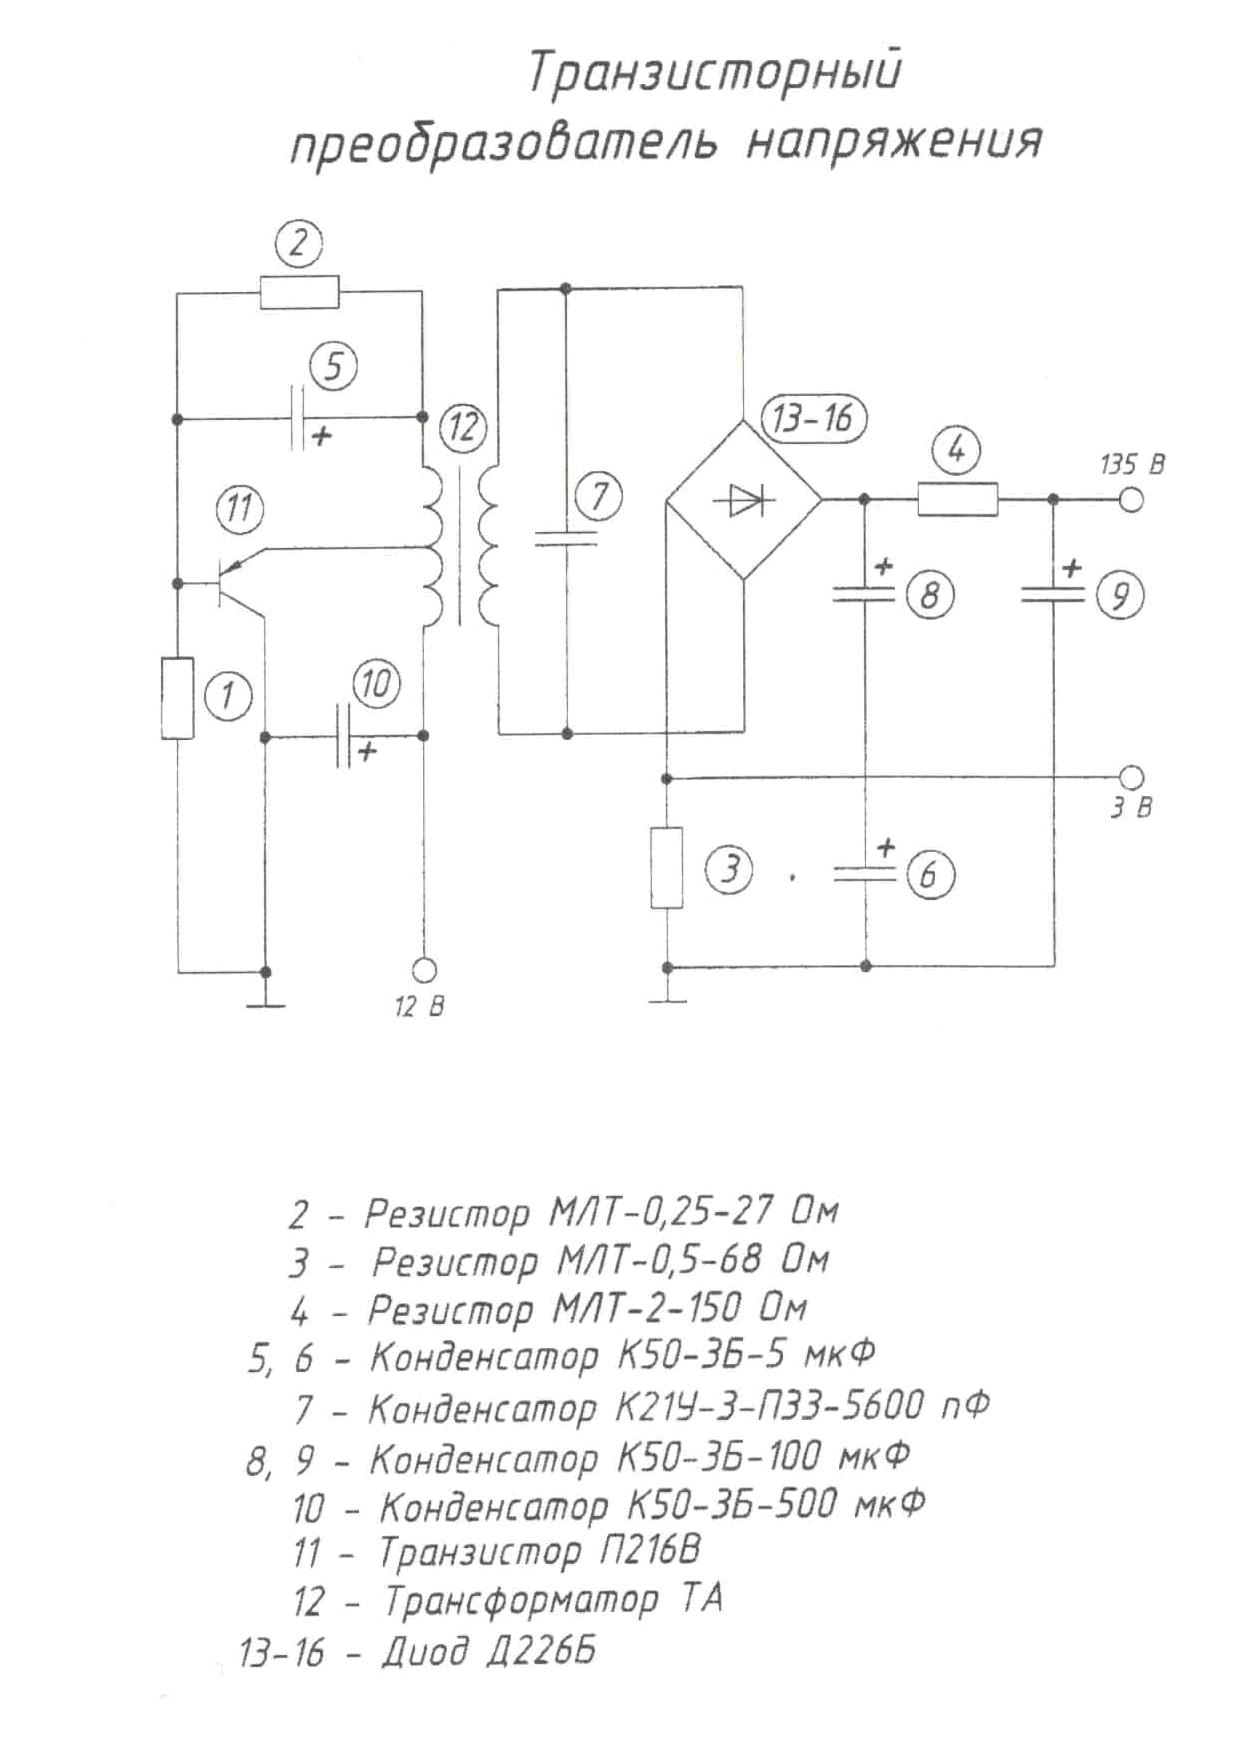 Транзисторный
преобразователь напряжения
2
5
12
13-16
4
135 В
11
7
8
9
1
10
3 В
3
6
12 В
2 - Резистор МЛТ-0,25-27 Ом
3 - Резистор МЛТ-0,5-68 Ом
4 - Резистор МЛТ-2-150 Ом
5, 6 - Конденсатор К50-3Б-5 мкФ
7 - Конденсатор К21У-3-П33-5600 пФ
8, 9 - Конденсатор К50-3Б-100 мкФ
10 - Конденсатор К50-3Б-500 мкФ
11 - Транзистор П216В
12 - Трансформатор ТА
13-16 - Диод Д226Б